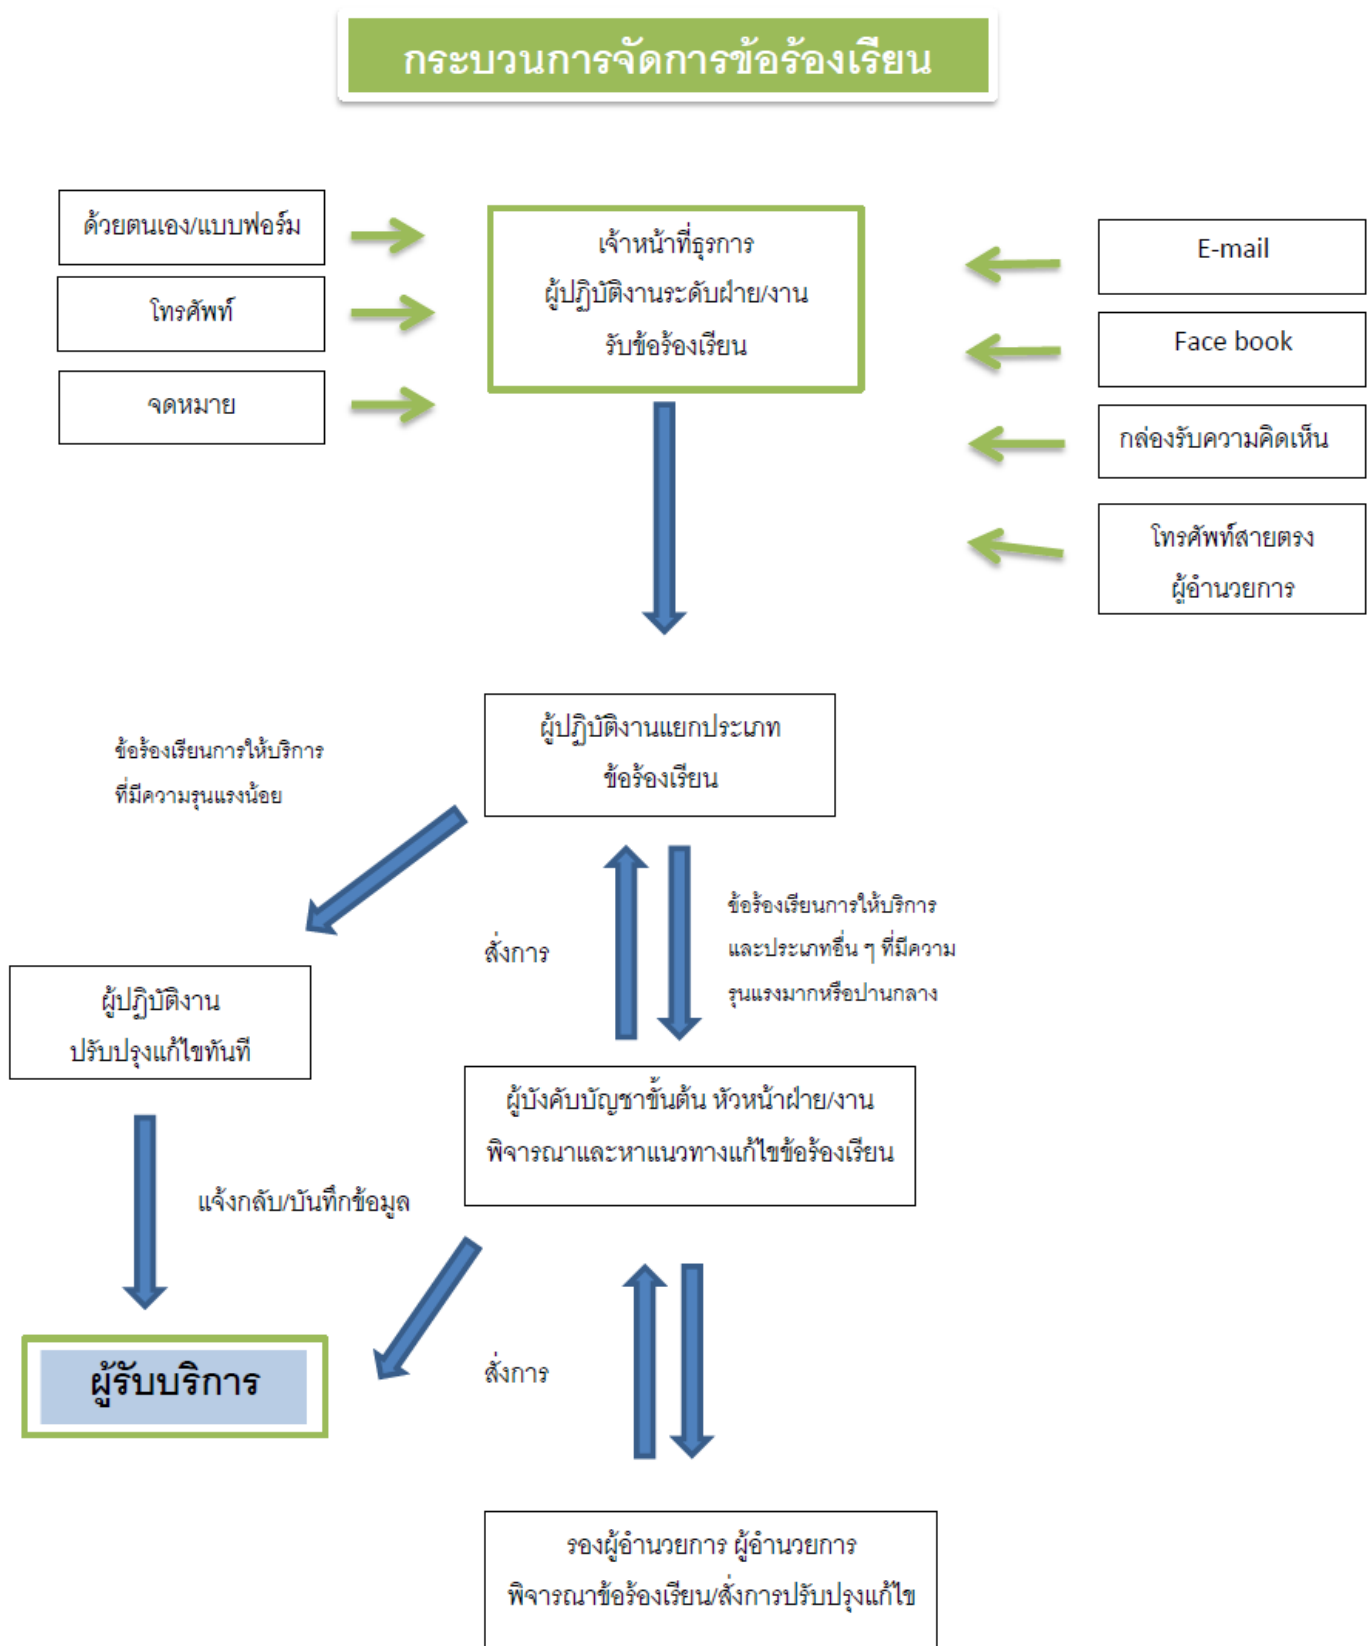 กระบวนการจัดการข้อร้องเรียน
ด้วยตนเอง/แบบฟอร์ม
โทรศัพท์
จดหมาย
เจ้าหน้าที่ธุรการ
ผู้ปฏิบัติงานระดับฝ่าย/งาน
รับข้อร้องเรียน
E-mail
Face book
กล่องรับความคิดเห็น
โทรศัพท์สายตรง
ผู้อำนวยการ
ผู้ปฏิบัติงานแยกประเภท
ข้อร้องเรียน
ข้อร้องเรียนการให้บริการ
ที่มีความรุนแรงน้อย
สั่งการ
ข้อร้องเรียนการให้บริการ
และประเภทอื่น ๆ ที่มีความ
รุนแรงมากหรือปานกลาง
ผู้ปฏิบัติงาน
ปรับปรุงแก้ไขทันที
ผู้บังคับบัญชาขั้นต้น หัวหน้าฝ่าย/งาน
พิจารณาและหาแนวทางแก้ไขข้อร้องเรียน
แจ้งกลับ/บันทึกข้อมูล
ผู้รับบริการ
สั่งการ
รองผู้อำนวยการ ผู้อำนวยการ
พิจารณาข้อร้องเรียน/สั่งการปรับปรุงแก้ไข